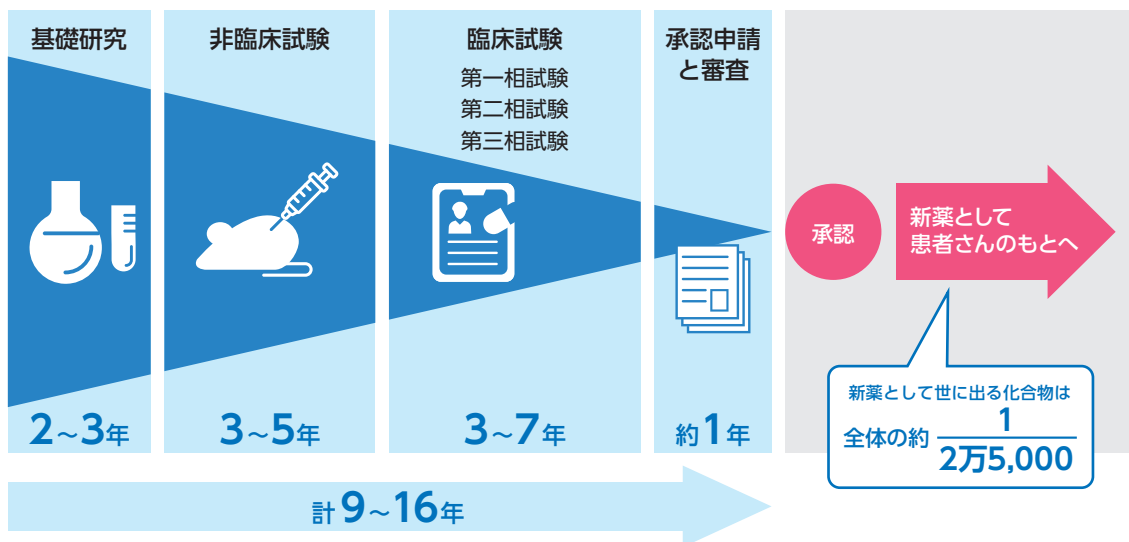 基礎研究
非臨床試験
臨床試験
第一相試験
第二相試験
第三相試験
承認申請
と審査
承認
新薬として
患者さんのもとへ
2～3年
3～5年
3～7年
約1年
新薬として世に出る化合物は
全体の約 1
2万5,000
計9～16年